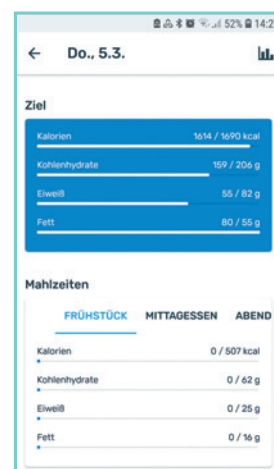 52% 14:2
Do., 5.3.
Ziel
Kalorien 1614 / 1690 kcal
Kohlenhydrate 159 / 206 g
Eiweiß 55 / 82 g
Fett 80 / 55 g
Mahlzeiten
FRÜHSTÜCK MITTAGESSEN ABEND
Kalorien 0 / 507 kcal
Kohlenhydrate 0 / 62 g
Eiweiß 0 / 25 g
Fett 0 / 16 g